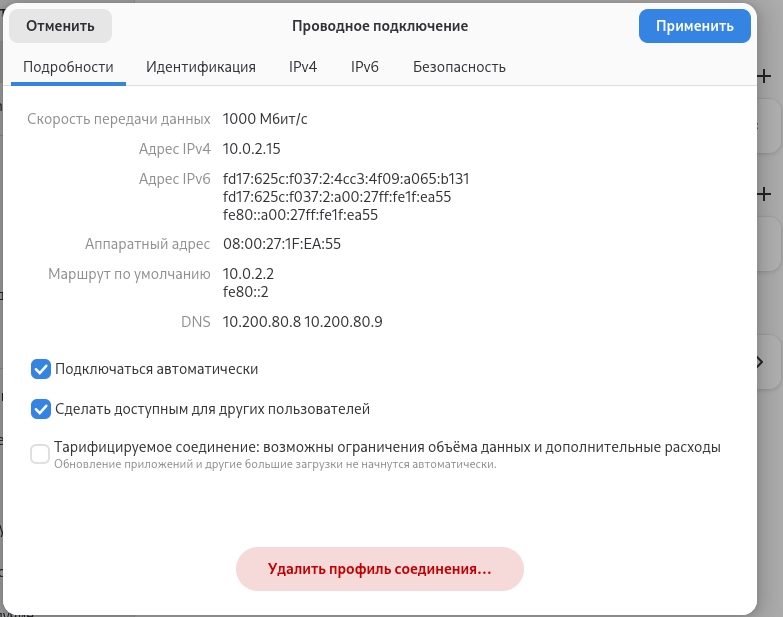 Отменить
Проводное подключение
Применить
Подробности
Идентификация
IPv4
IPv6
Безопасность
Скорость передачи данных 1000 Мбит/с
Адрес IPv4 10.0.2.15
Адрес IPv6 fd17:625c:f037:2:4cc3:4f09:a065:b131
fd17:625c:f037:2:a00:27ff:fe1f:ea55
fe80::a00:27ff:fe1f:ea55
Аппаратный адрес 08:00:27:1F:EA:55
Маршрут по умолчанию 10.0.2.2
fe80::2
DNS 10.200.80.8 10.200.80.9
Подключаться автоматически
Сделать доступным для других пользователей
Тарифицируемое соединение: возможны ограничения объёма данных и дополнительные расходы
Обновление приложений и другие большие загрузки не начнутся автоматически.
Удалить профиль соединения...